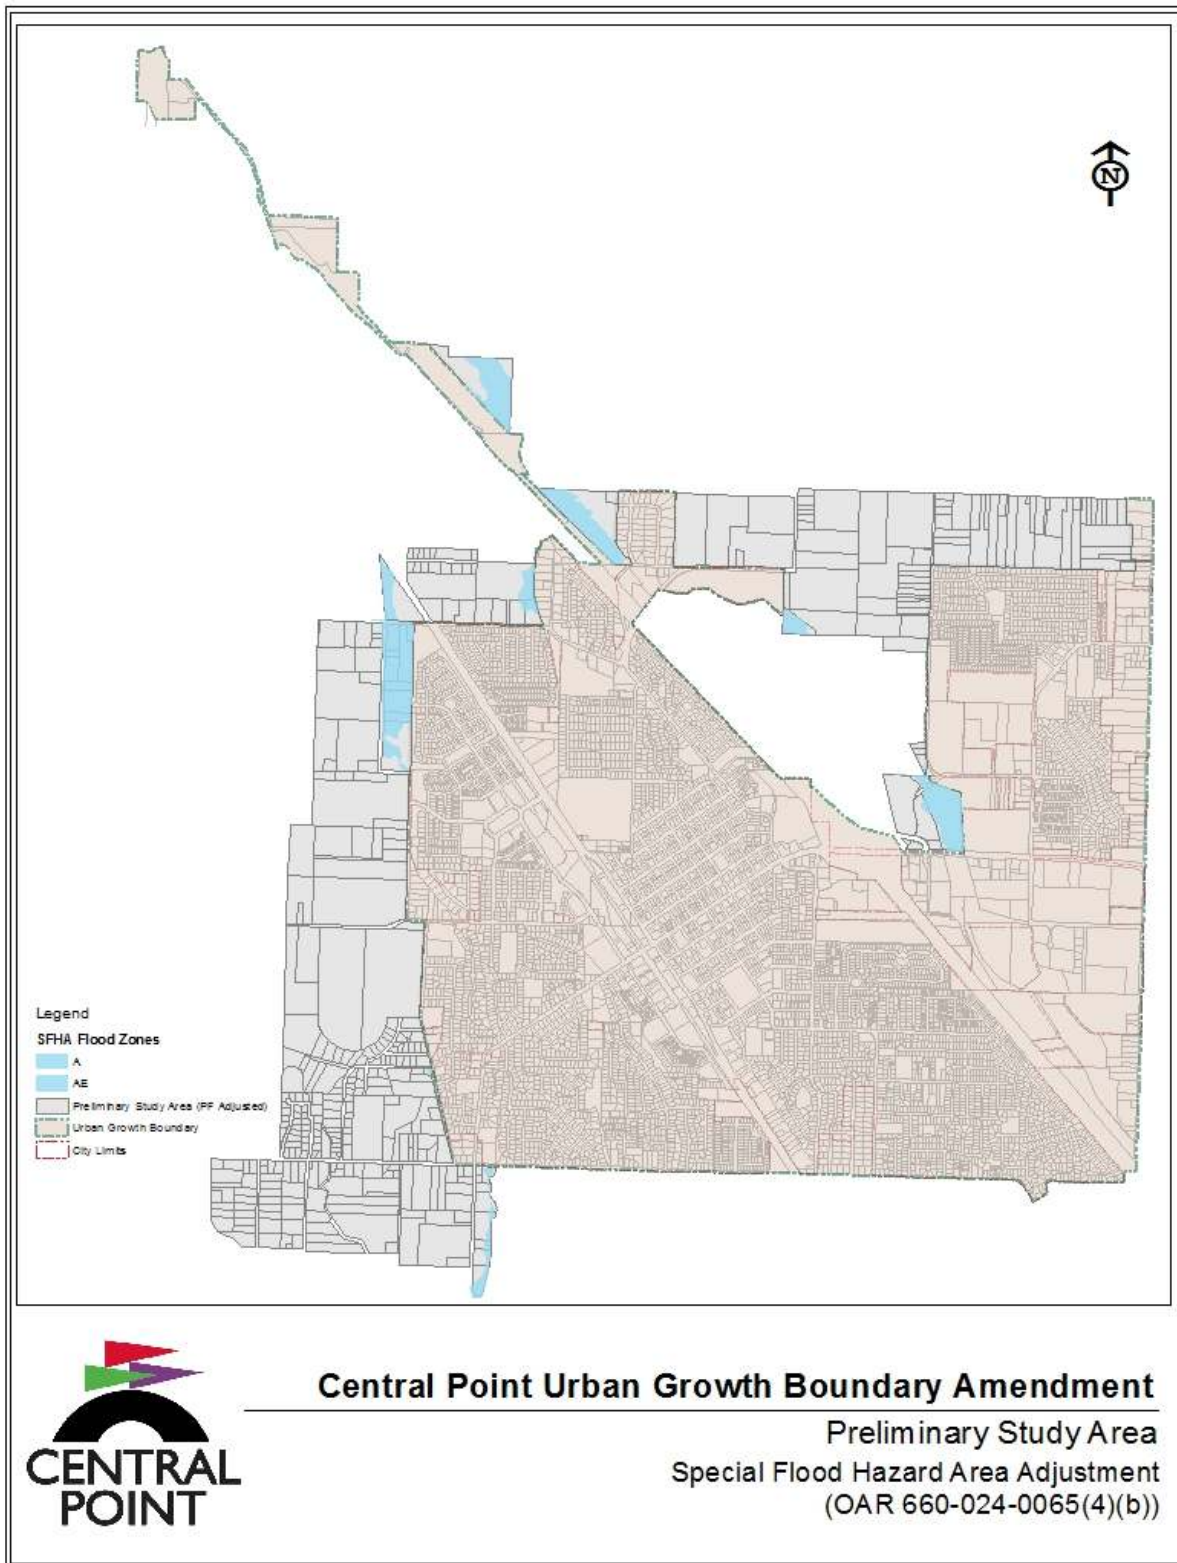 N
Legend
SFHA Flood Zones
A
AE
Preliminary Study Area (PF Adjusted)
Urban Growth Boundary
City Limits
CENTRAL
POINT
Central Point Urban Growth Boundary Amendment
Preliminary Study Area
Special Flood Hazard Area Adjustment
(OAR 660-024-0065(4)(b))